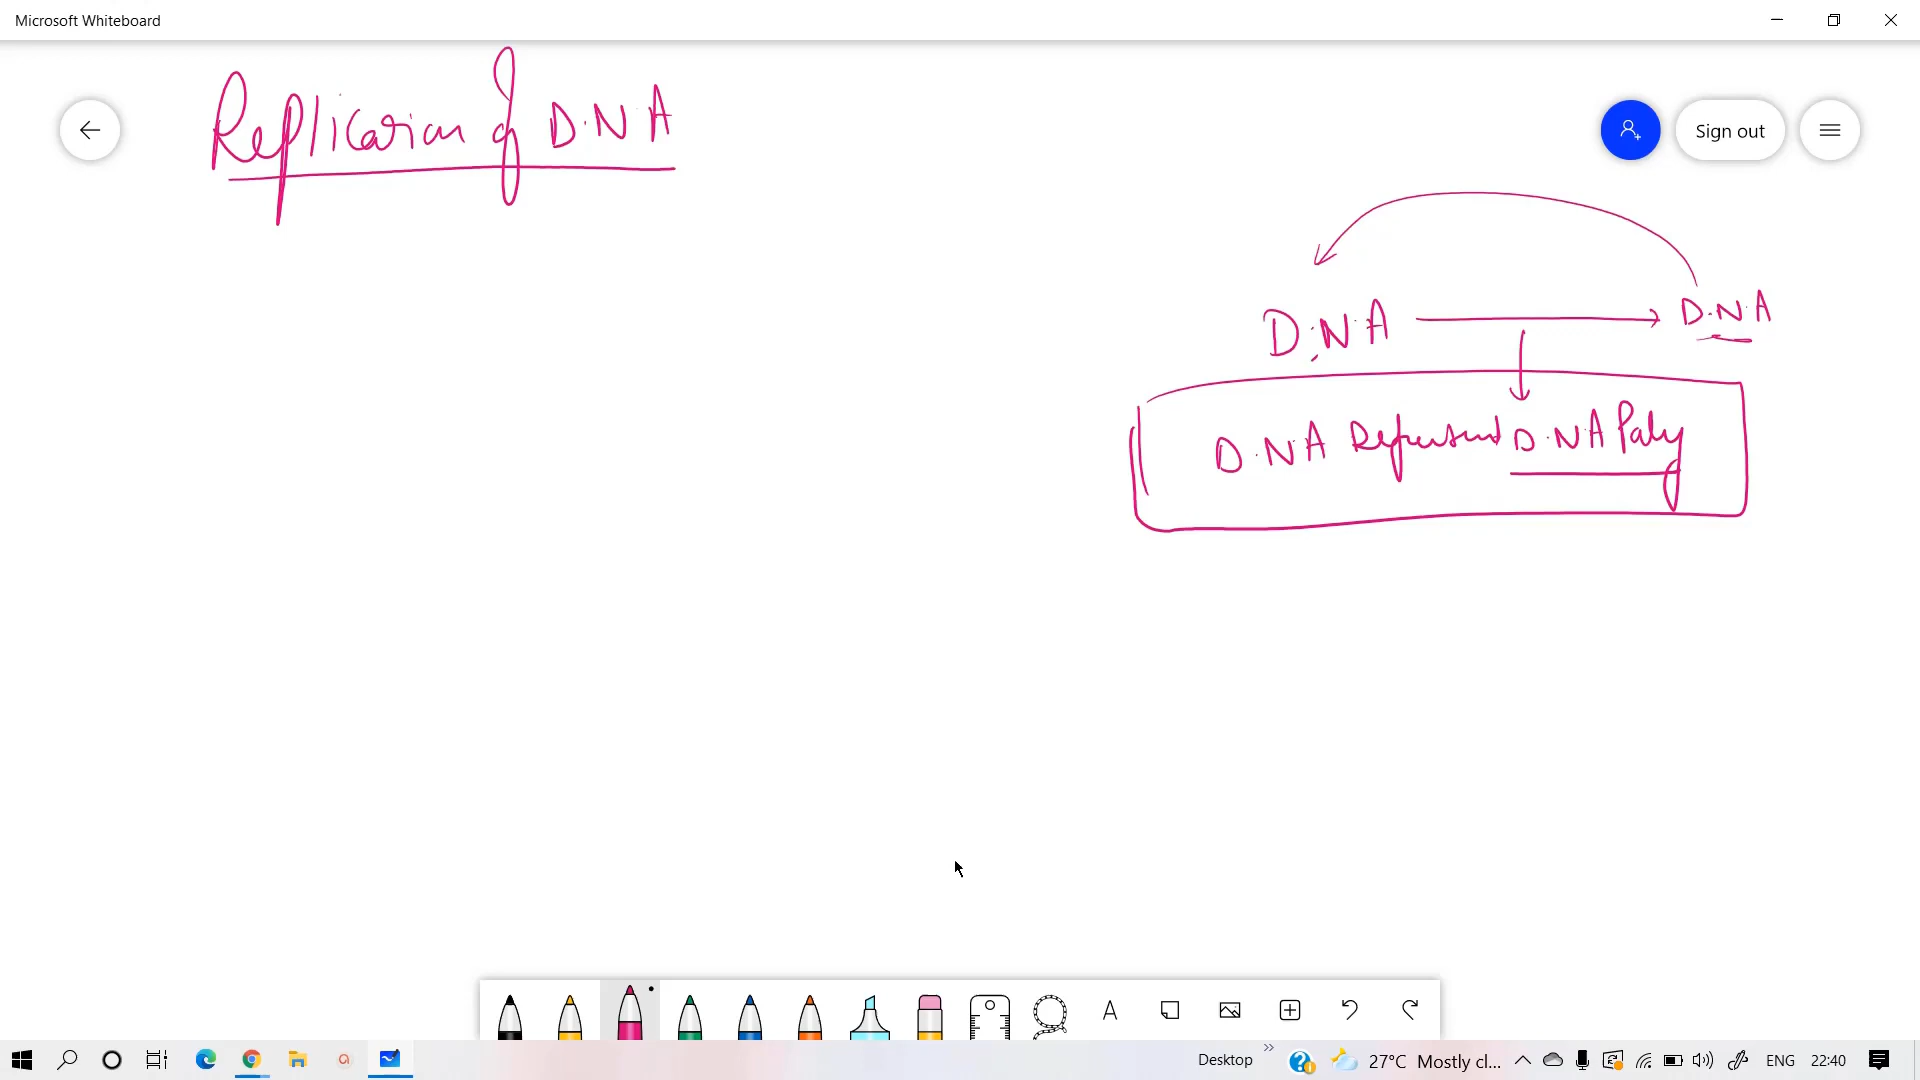 Microsoft Whiteboard
Replication of D.N.A
Sign out
D.N.A D.N.A
D.N.A D.N.A Poly
Desktop
27°C Mostly cl...
ENG
22:40